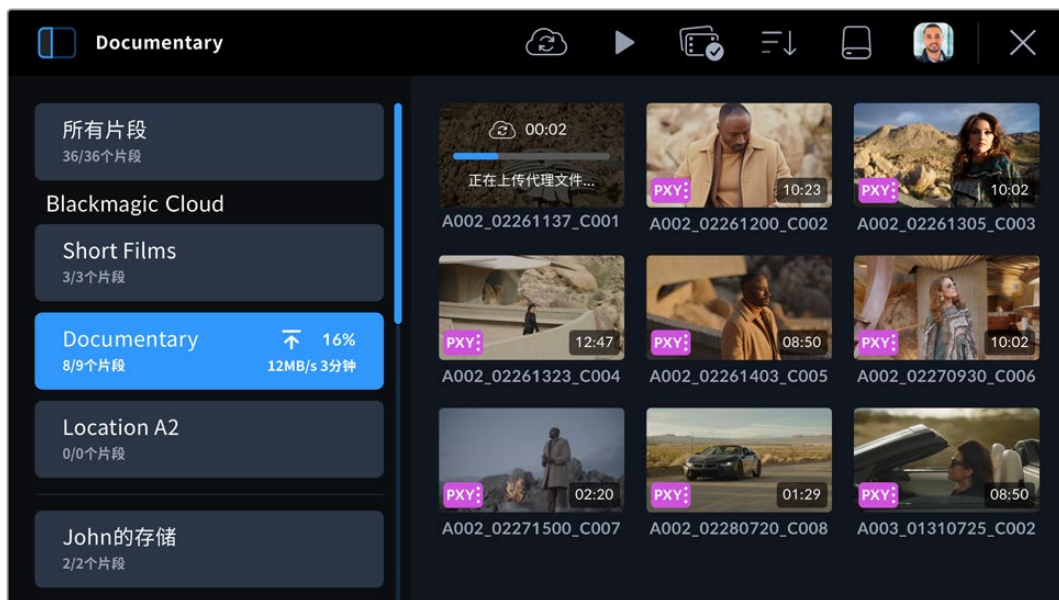 Documentary
所有片段
36/36个片段
Blackmagic Cloud
Short Films
3/3个片段
Documentary 16%
8/9个片段 12MB/s 3分钟
Location A2
0/0个片段
John的存储
2/2个片段
00:02
正在上传代理文件...
A002_02261137_C001
PXY 10:23
A002_02261200_C002
PXY 10:02
A002_02261305_C003
PXY 12:47
A002_02261323_C004
PXY 08:50
A002_02261403_C005
PXY 10:02
A002_02270930_C006
PXY 02:20
A002_02271500_C007
PXY 01:29
A002_02280720_C008
PXY 08:50
A003_01310725_C002